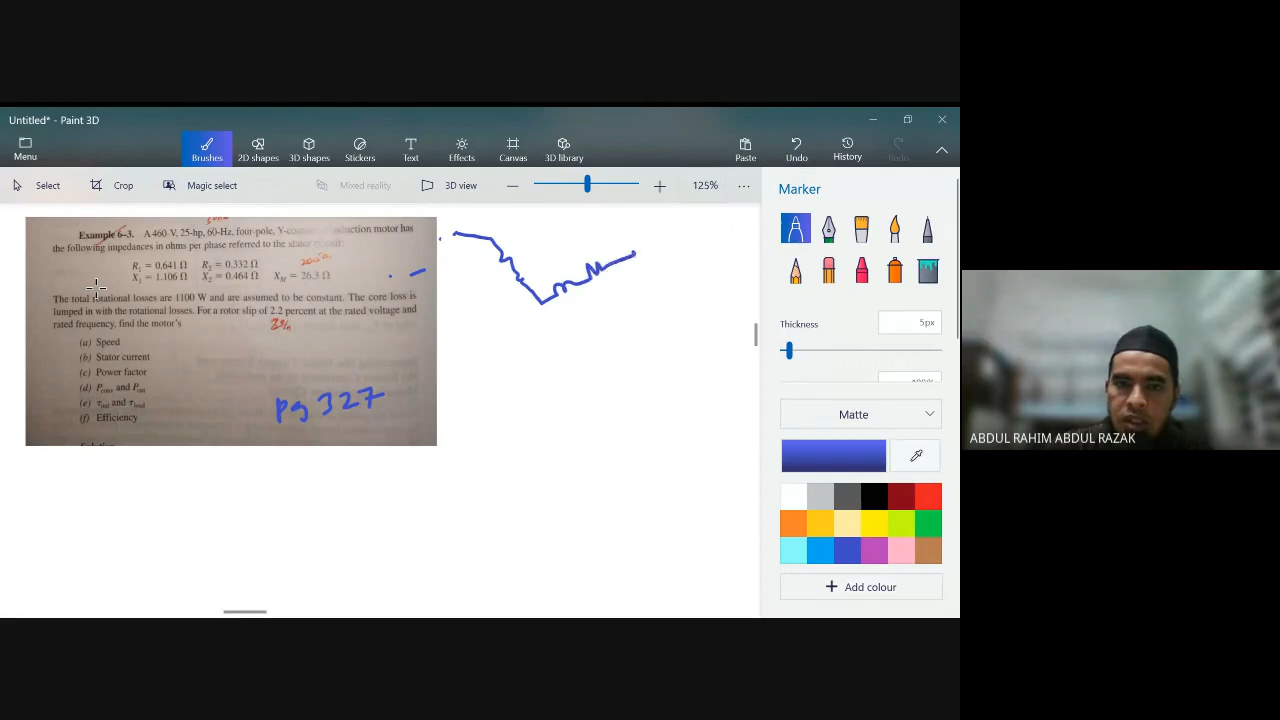 Untitled* - Paint 3D
Menu
Brushes
2D shapes
3D shapes
Stickers
Text
Effects
Canvas
3D library
Paste
Undo
History
Redo
Select
Crop
Magic select
Mixed reality
3D view
125%
Marker
Example 6–3. A 460-V, 25-hp, 60-Hz, four-pole, Y-connected induction motor has
the following impedances in ohms per phase referred to the stator circuit:
R1 = 0.641 Ω R2 = 0.332 Ω
X1 = 1.106 Ω X2 = 0.464 Ω XM = 26.3 Ω
The total rotational losses are 1100 W and are assumed to be constant. The core loss is
lumped in with the rotational losses. For a rotor slip of 2.2 percent at the rated voltage and
rated frequency, find the motor's
3%
(a) Speed
(b) Stator current
(c) Power factor
(d) Pconv and Pout
(e) τind and τload
(f) Efficiency
Pg 327
Thickness
5px
Matte
Add colour
ABDUL RAHIM ABDUL RAZAK